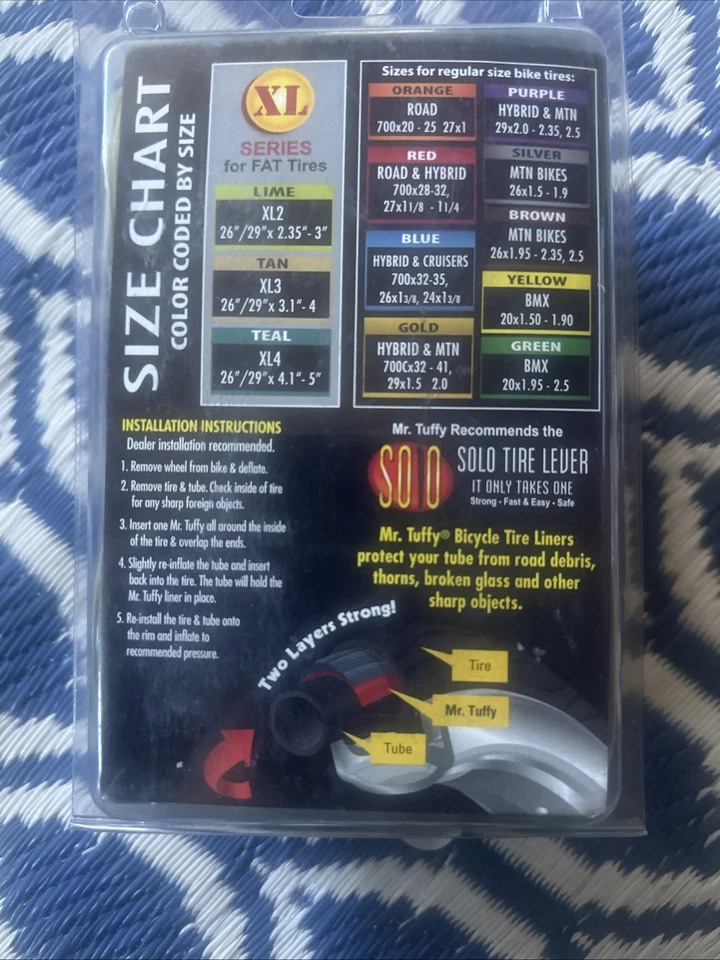 SIZE CHART
COLOR CODED BY SIZE
XL
SERIES
for FAT Tires
LIME
XL2
26"/29"x 2.35"- 3"
TAN
XL3
26"/29"x 3.1"- 4
TEAL
XL4
26"/29"x 4.1"- 5"
Sizes for regular size bike tires:
ORANGE
ROAD
700x20 - 25 27x1
RED
ROAD & HYBRID
700x28-32,
27x11/8 - 11/4
BLUE
HYBRID & CRUISERS
700x32-35,
26x13/8, 24x13/8
GOLD
HYBRID & MTN
700Cx32 - 41,
29x1.5 2.0
PURPLE
HYBRID & MTN
29x2.0 - 2.35, 2.5
SILVER
MTN BIKES
26x1.5 - 1.9
BROWN
MTN BIKES
26x1.95 - 2.35, 2.5
YELLOW
BMX
20x1.50 - 1.90
GREEN
BMX
20x1.95 - 2.5
INSTALLATION INSTRUCTIONS
Dealer installation recommended.
1. Remove wheel from bike & deflate.
2. Remove tire & tube. Check inside of tire
for any sharp foreign objects.
3. Insert one Mr. Tuffy all around the inside
of the tire & overlap the ends.
4. Slightly re-inflate the tube and insert
back into the tire. The tube will hold the
Mr. Tuffy liner in place.
5. Re-install the tire & tube onto
the rim and inflate to
recommended pressure.
Mr. Tuffy Recommends the
SOLO
SOLO TIRE LEVER
IT ONLY TAKES ONE
Strong - Fast & Easy - Safe
Mr. Tuffy® Bicycle Tire Liners
protect your tube from road debris,
thorns, broken glass and other
sharp objects.
Two Layers Strong!
Tire
Mr. Tuffy
Tube